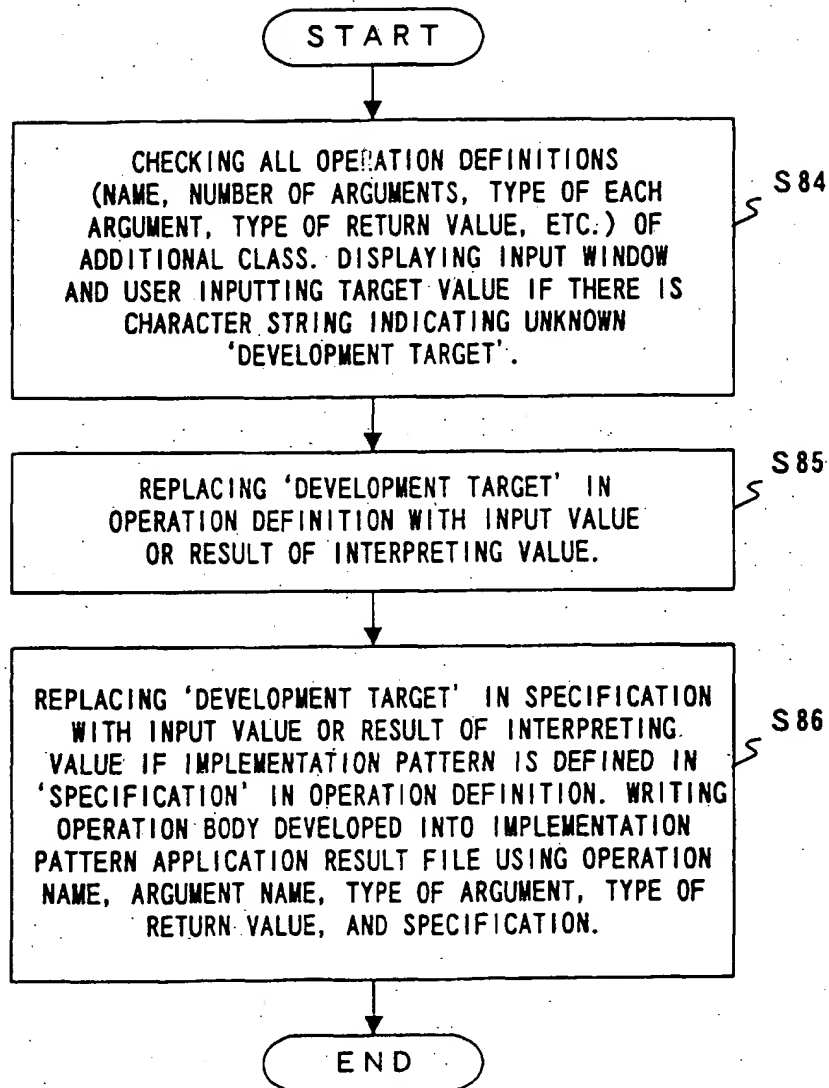 START
CHECKING ALL OPERATION DEFINITIONS
(NAME, NUMBER OF ARGUMENTS, TYPE OF EACH
ARGUMENT, TYPE OF RETURN VALUE, ETC.) OF
ADDITIONAL CLASS. DISPLAYING INPUT WINDOW
AND USER INPUTTING TARGET VALUE IF THERE IS
CHARACTER STRING INDICATING UNKNOWN
'DEVELOPMENT TARGET'.
S84
REPLACING 'DEVELOPMENT TARGET' IN
OPERATION DEFINITION WITH INPUT VALUE
OR RESULT OF INTERPRETING VALUE.
S85
REPLACING 'DEVELOPMENT TARGET' IN SPECIFICATION
WITH INPUT VALUE OR RESULT OF INTERPRETING
VALUE IF IMPLEMENTATION PATTERN IS DEFINED IN
'SPECIFICATION' IN OPERATION DEFINITION. WRITING
OPERATION BODY DEVELOPED INTO IMPLEMENTATION
PATTERN APPLICATION RESULT FILE USING OPERATION
NAME, ARGUMENT NAME, TYPE OF ARGUMENT, TYPE OF
RETURN VALUE, AND SPECIFICATION.
S86
END